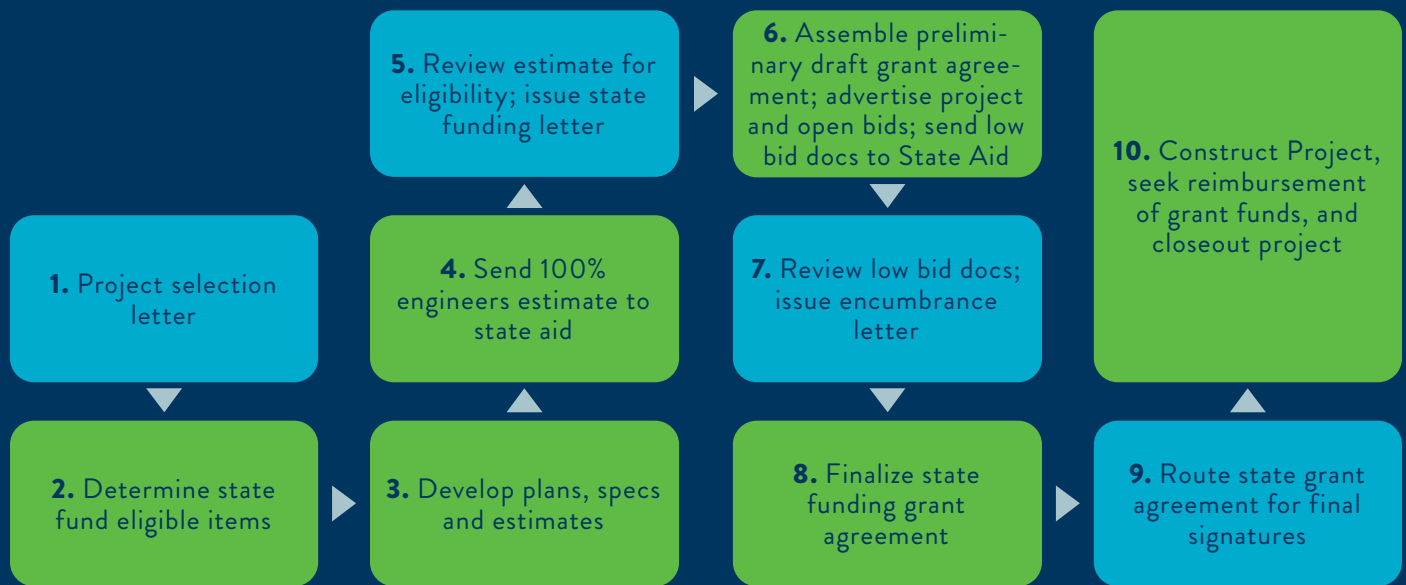 1. Project selection
letter
2. Determine state
fund eligible items
3. Develop plans, specs
and estimates
4. Send 100%
engineers estimate to
state aid
5. Review estimate for
eligibility; issue state
funding letter
6. Assemble prelimi-
nary draft grant agree-
ment; advertise project
and open bids; send low
bid docs to State Aid
7. Review low bid docs;
issue encumbrance
letter
8. Finalize state
funding grant
agreement
9. Route state grant
agreement for final
signatures
10. Construct Project,
seek reimbursement
of grant funds, and
closeout project